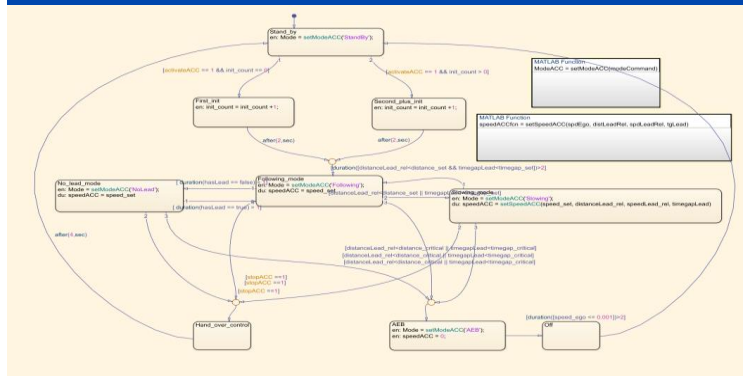 Stand_by
en: Mode = setModeACC('StandBy');
1
2
[activateACC == 1 && init_count == 0]
[activateACC == 1 && init_count > 0]
MATLAB Function
ModeACC = setModeACC(modeCommand)
First_init
en: init_count = init_count +1;
Second_plus_init
en: init_count = init_count +1;
MATLAB Function
speedACCfcn = setSpeedACC(spdEgo, distLeadRel, spdLeadRel, tgLead)
after(2,sec)
after(2,sec)
[duration([distanceLead_rel>distance_set && timegapLead<timegap_set])>2]
No_lead_mode
en: Mode = setModeACC('NoLead');
du: speedACC = speed_set
[ duration(hasLead == false)
[ duration(hasLead == true) > 1]
Following_mode
en: Mode = setModeACC('Following');
du: speedACC = speed_set
Slowing_mode
en: Mode = setModeACC('Slowing');
du: speedACC = setSpeedACC(speed_set, distanceLead_rel, speedLead_rel, timegapLead)
after(4,sec)
[distanceLead_rel<distance_critical || timegapLead<timegap_critical]
[distanceLead_rel<distance_critical || timegapLead<timegap_critical]
[distanceLead_rel<distance_critical || timegapLead<timegap_critical]
[stopACC ==1]
[stopACC ==1]
[stopACC ==1]
Hand_over_control
AEB
en: Mode = setModeACC('AEB');
en: speedACC = 0;
[duration([speed_ego <= 0.001])>2]
Off